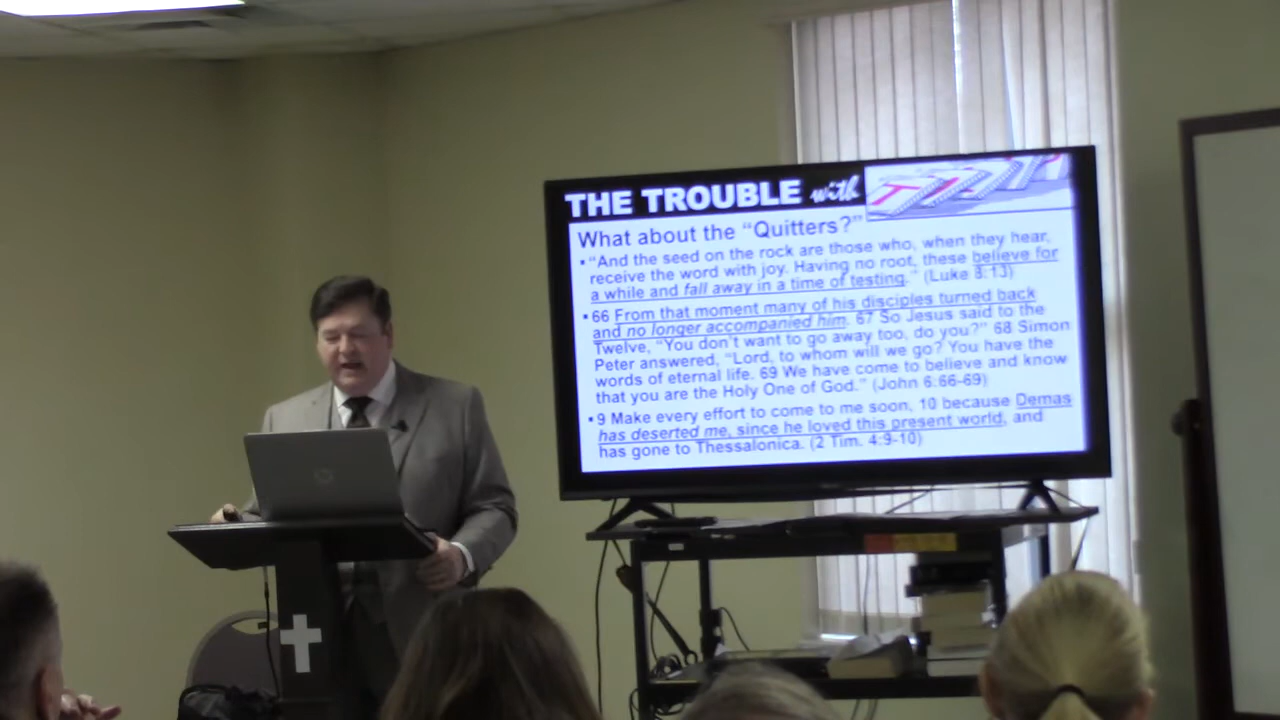 THE TROUBLE with
What about the “Quitters?”
▪“And the seed on the rock are those who, when they hear,
receive the word with joy. Having no root, these believe for
a while and fall away in a time of testing.” (Luke 8:13)
▪66 From that moment many of his disciples turned back
and no longer accompanied him. 67 So Jesus said to the
Twelve, “You don’t want to go away too, do you?” 68 Simon
Peter answered, “Lord, to whom will we go? You have the
words of eternal life. 69 We have come to believe and know
that you are the Holy One of God.” (John 6:66-69)
▪9 Make every effort to come to me soon, 10 because Demas
has deserted me, since he loved this present world, and
has gone to Thessalonica. (2 Tim. 4:9-10)